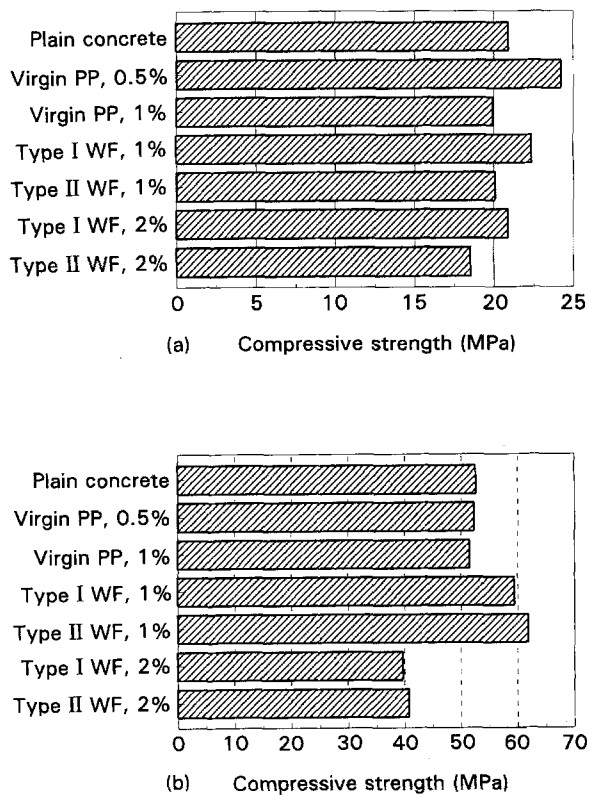 Plain concrete
Virgin PP, 0.5%
Virgin PP, 1%
Type I WF, 1%
Type II WF, 1%
Type I WF, 2%
Type II WF, 2%
0 5 10 15 20 25
(a) Compressive strength (MPa)
Plain concrete
Virgin PP, 0.5%
Virgin PP, 1%
Type I WF, 1%
Type II WF, 1%
Type I WF, 2%
Type II WF, 2%
0 10 20 30 40 50 60 70
(b) Compressive strength (MPa)